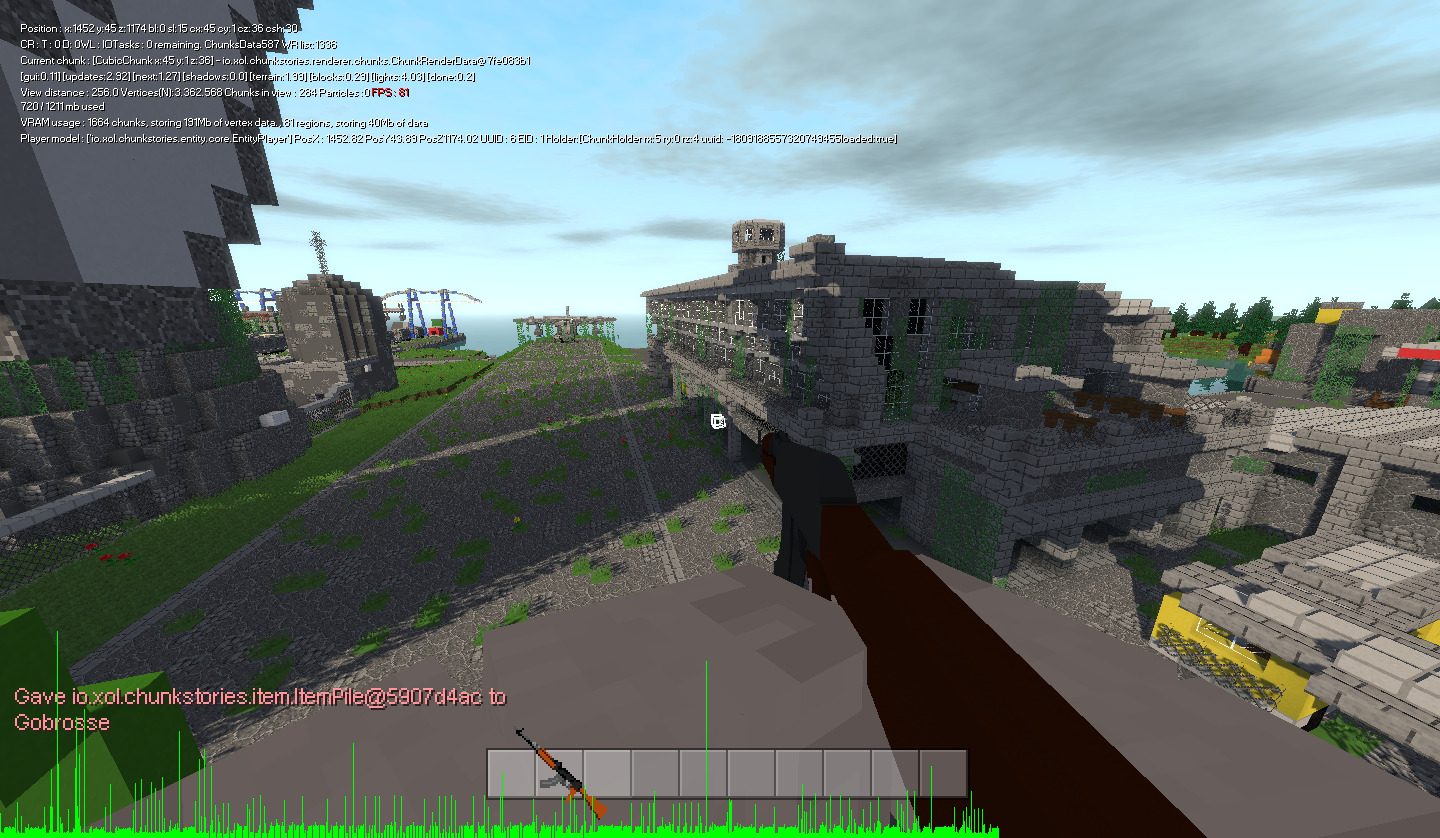 Position : x:1452 y:45 z:1174 bl:0 sl:15 cx:45 cy:1 cz:36 csh:30
CR : T : 0 D: 0WL : IOTasks : 0 remaining. ChunksData587 WR list:1336
Current chunk : [CubicChunk x:45 y:1 z:36] - io.xol.chunkstories.renderer.chunks.ChunkRenderData@7fe083b1
[gui:0.11] [updates:2.92] [next:1.27] [shadows:0.0] [terrain:1.99] [blocks:0.29] [lights:4.03] [done:0.2]
View distance : 256.0 Vertices(N):3,362,568 Chunks in view : 284 Particles :0 FPS : 81
720 / 1211mb used
VRAM usage : 1664 chunks, storing 191Mb of vertex data., 81 regions, storing 40Mb of data
Player model : ['io.xol.chunkstories.entity.core.EntityPlayer'] PosX : 1452.82 PosY43.89 PosZ1174.02 UUID : 6 EID : 1 Holder:[ChunkHolder rx:5 ry:0 rz:4 uuid: -1809188557320749455loaded:true]
Gave io.xol.chunkstories.item.ItemPile@5907d4ac to
Gobrosse